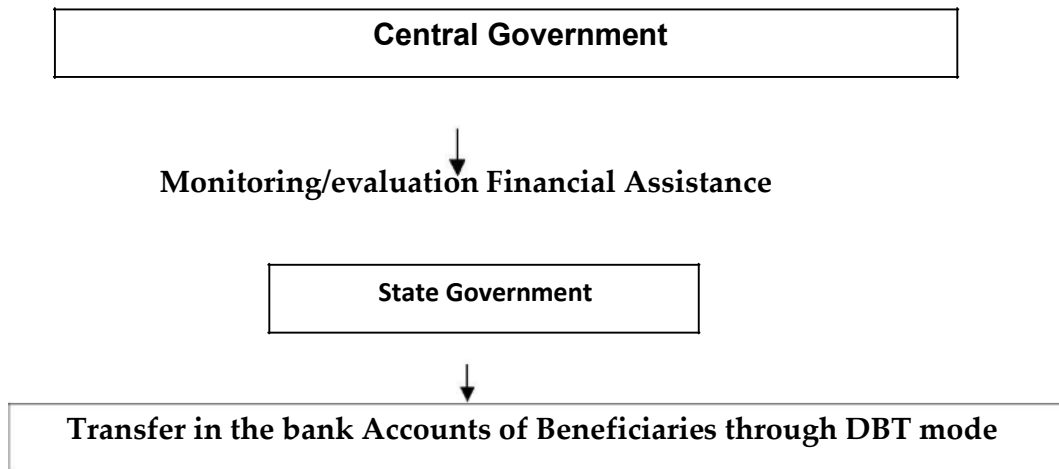 Central Government
Monitoring/evaluation Financial Assistance
State Government
Transfer in the bank Accounts of Beneficiaries through DBT mode